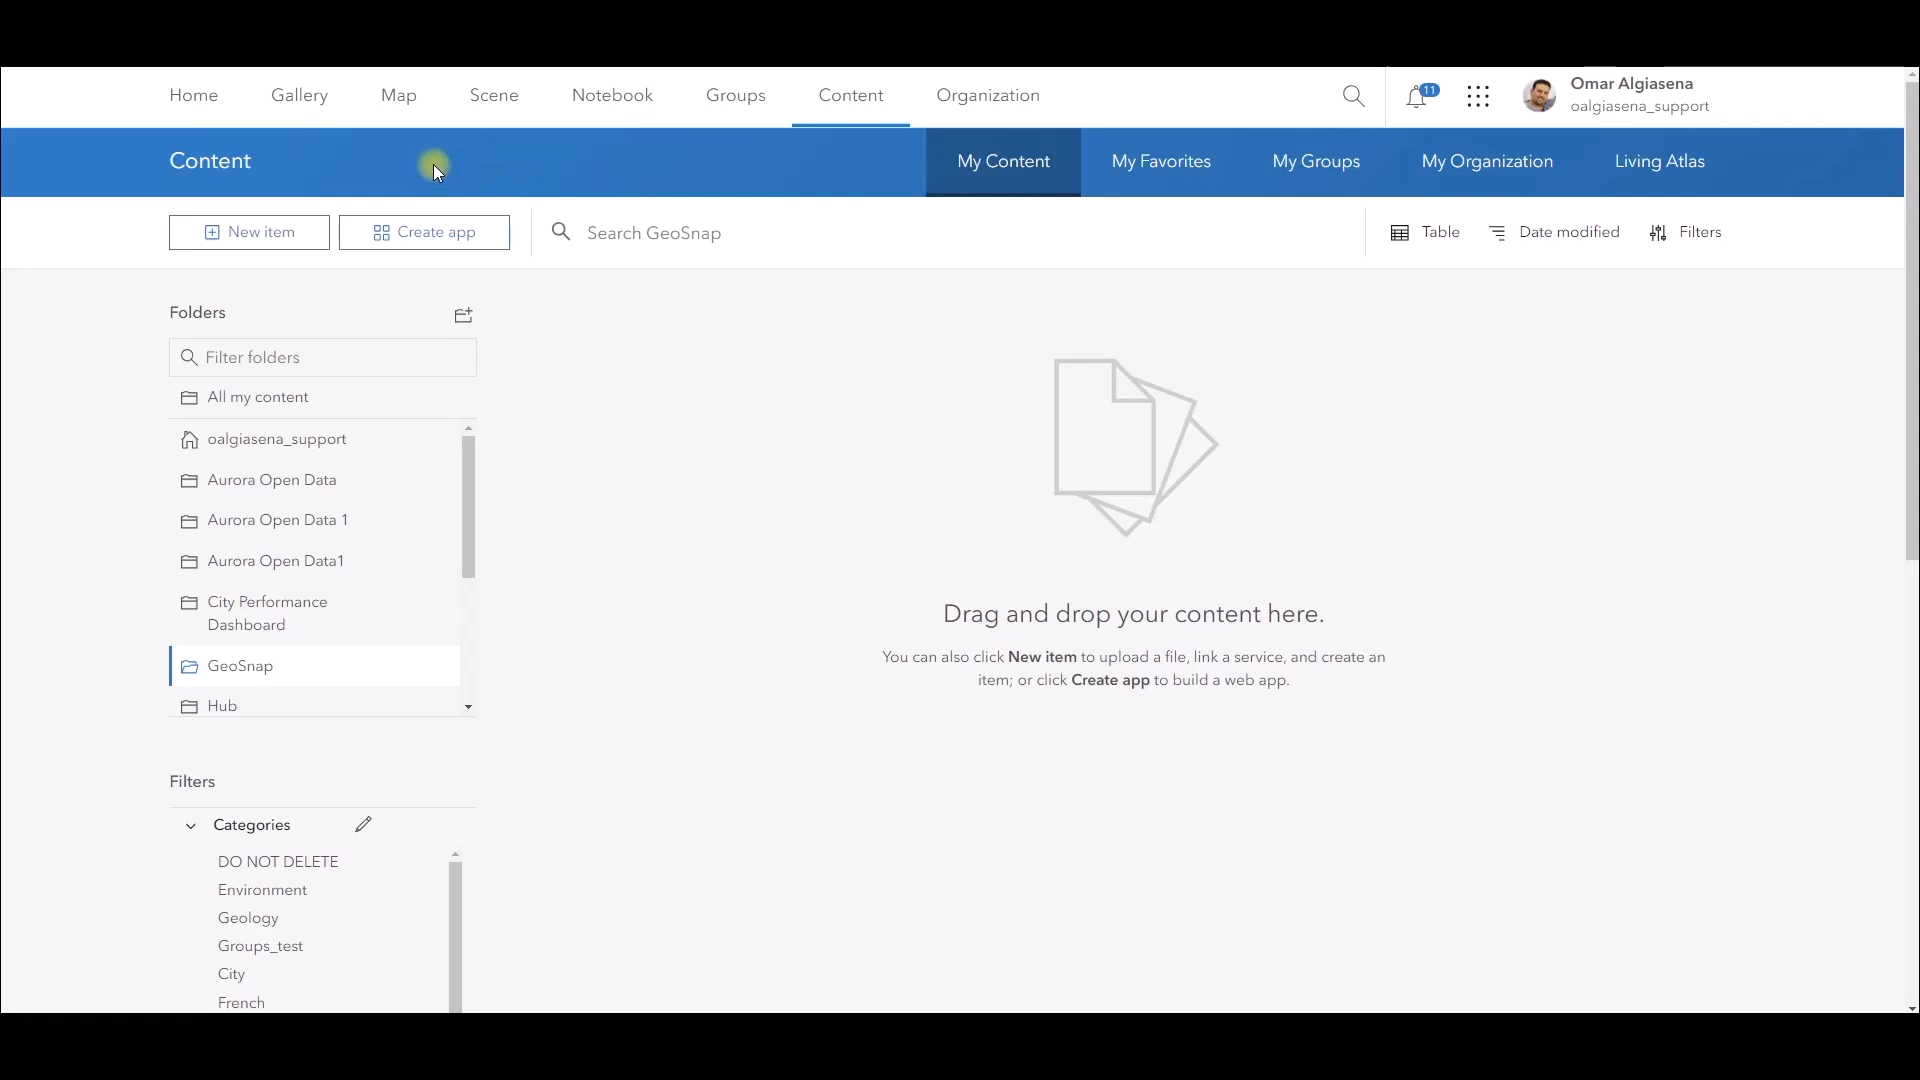 Home Gallery Map Scene Notebook Groups Content Organization
11
Omar Algiasena
oalgiasena_support
Content
My Content My Favorites My Groups My Organization Living Atlas
New item Create app Search GeoSnap Table Date modified Filters
Folders
Filter folders
All my content
oalgiasena_support
Aurora Open Data
Aurora Open Data 1
Aurora Open Data1
City Performance
Dashboard
GeoSnap
Hub
Drag and drop your content here.
You can also click New item to upload a file, link a service, and create an
item; or click Create app to build a web app.
Filters
Categories
DO NOT DELETE
Environment
Geology
Groups_test
City
French